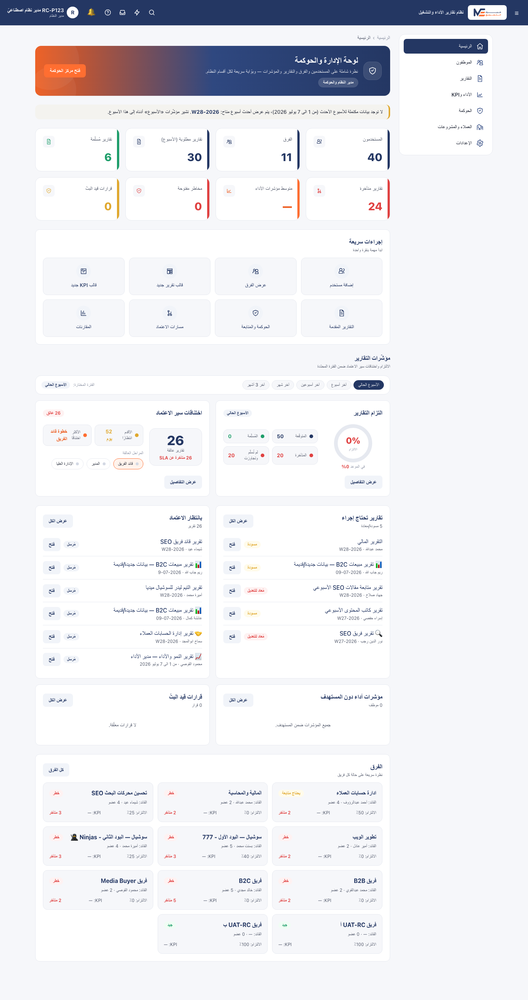 نظام تقارير الأداء والتشغيل
خبراء التسويق
RC-P123 مدير نظام اصطناعيّ
مدير النظام
R
الرئيسية
الموظفون
التقارير
الأداء وKPI
الحوكمة
العملاء والمشروعات
الإعدادات
الرئيسية › الرئيسية
لوحة الإدارة والحوكمة
نظرة شاملة على المستخدمين والفرق والتقارير والمؤشرات — وبوّابة سريعة لكل أقسام النظام.
مدير النظام والحوكمة
فتح مركز الحوكمة
لا توجد بيانات مكتملة للأسبوع الأحدث (من 1 الى 7 يوليو 2026)، يتم عرض أحدث أسبوع متاح: 2026-W28. تشير مؤشّرات «الأسبوع» أدناه إلى هذا الأسبوع.
المستخدمون
40
الفرق
11
تقارير مطلوبة (الأسبوع)
30
تقارير مُسلّمة
6
تقارير متأخرة
24
متوسط مؤشرات الأداء
—
مخاطر مفتوحة
0
قرارات قيد البتّ
0
إجراءات سريعة
ابدأ مهمة بنقرة واحدة
إضافة مستخدم
عرض الفرق
قالب تقرير جديد
قالب KPI جديد
التقارير المقدمة
الحوكمة والمتابعة
مسارات الاعتماد
المقارنات
مؤشّرات التقارير
الالتزام واختناقات سير الاعتماد ضمن الفترة المحدّدة
الأسبوع الحالي
آخر أسبوع
آخر أسبوعين
آخر شهر
آخر 3 أشهر
الفترة المختارة: الأسبوع الحالي
التزام التقارير
الأسبوع الحالي
0%
الالتزام
في الموعد 0%
المتوقّعة 50
المُسلّمة 0
المتأخرة 20
لم تُسلّم وتجاوزت 20
عرض التفاصيل
اختناقات سير الاعتماد
26 عالق
26
تقارير عالقة
26 متأخرة عن SLA
الأقدم انتظارًا 52 يوم
الأكثر اختناقًا خطوة قائد الفريق
المراحل العالقة
قائد الفريق
المدير
الإدارة العليا
عرض التفاصيل
تقارير تحتاج إجراء
5 مسودة/معادة
عرض الكل
التقرير المالي
محمد عبدالله · 2026-W28
مسودة
فتح
📊 تقرير مبيعات B2C — بيانات جديدة/قديمة
ريم جاب الله · 2026-07-09
مسودة
فتح
تقرير متابعة مقالات SEO الأسبوعي
جهاد صلاح · 2026-W28
مُعاد للتعديل
فتح
تقرير كاتب المحتوى الأسبوعي
إسراء حفصي · 2026-W27
مسودة
فتح
🔍 تقرير فريق SEO
نور الدين رجب · 2026-W27
مُعاد للتعديل
فتح
بانتظار الاعتماد
26 تقرير
عرض الكل
تقرير قائد فريق SEO
شيماء عيد · 2026-W28
مُرسَل
فتح
📊 تقرير مبيعات B2C — بيانات جديدة/قديمة
ريم جاب الله · 2026-07-9
مُرسَل
فتح
تقرير التيم ليدر للسوشيال ميديا
أميرة محمد · 2026-W28
مُرسَل
فتح
📊 تقرير مبيعات B2C — بيانات جديدة/قديمة
عائشة كمال · 2026-07-09
مُرسَل
فتح
🤝 تقرير إدارة الحسابات العملاء
سماح ابوالمجد · 2026-W28
مُرسَل
فتح
📈 تقرير النمو والأداء — مدير الأداء
محمود القوصي · من 1 الى 7 يوليو 2026
مُرسَل
فتح
مؤشرات أداء دون المستهدف
0 موظف
عرض الكل
جميع المؤشرات ضمن المستهدف.
قرارات قيد البتّ
0 قرار
عرض الكل
لا قرارات معلّقة.
الفرق
نظرة سريعة على حالة كل فريق
كل الفرق
ادارة حسابات العملاء
يحتاج متابعة
القائد: أحمد عبدالرؤوف · 4 عضو
الالتزام: 50٪ KPI: — 2 متأخر
المالية والمحاسبة
خطر
القائد: محمد عبدالله · 2 عضو
الالتزام: 0٪ KPI: — 2 متأخر
تحسين محركات البحث SEO
خطر
القائد: شيماء عيد · 4 عضو
الالتزام: 25٪ KPI: — 3 متأخر
تطوير الويب
خطر
القائد: أمير عادل · 2 عضو
الالتزام: 0٪ KPI: — 2 متأخر
سوشيال — البود الأول - 777
خطر
القائد: بسنت محمد · 5 عضو
الالتزام: 40٪ KPI: — 3 متأخر
سوشيال — البود الثاني - Ninjas 🥷
خطر
القائد: أميرة محمد · 4 عضو
الالتزام: 25٪ KPI: — 3 متأخر
فريق B2B
خطر
القائد: محمد عبدالقوي · 2 عضو
الالتزام: 0٪ KPI: — 2 متأخر
فريق B2C
خطر
القائد: خالد مجدي · 5 عضو
الالتزام: 0٪ KPI: — 5 متأخر
فريق Media Buyer
خطر
القائد: محمود القوصي · 2 عضو
الالتزام: 0٪ KPI: — 2 متأخر
فريق UAT-RC أ
جيد
القائد: — · 0 عضو
الالتزام: 100٪ KPI: —
فريق UAT-RC ب
جيد
القائد: — · 0 عضو
الالتزام: 100٪ KPI: —